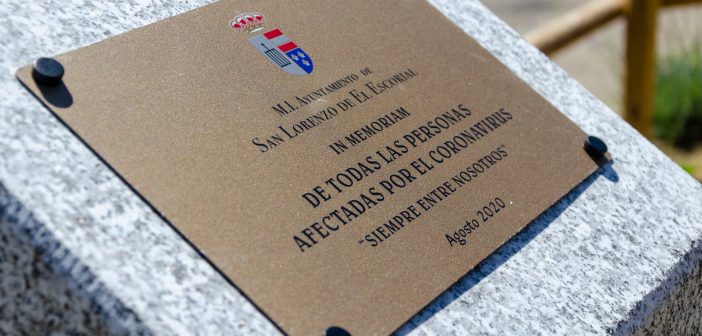 M.I. AYUNTAMIENTO DE
SAN LORENZO DE EL ESCORIAL
IN MEMORIAM
DE TODAS LAS PERSONAS
AFECTADAS POR EL CORONAVIRUS
"SIEMPRE ENTRE NOSOTROS"
Agosto 2020